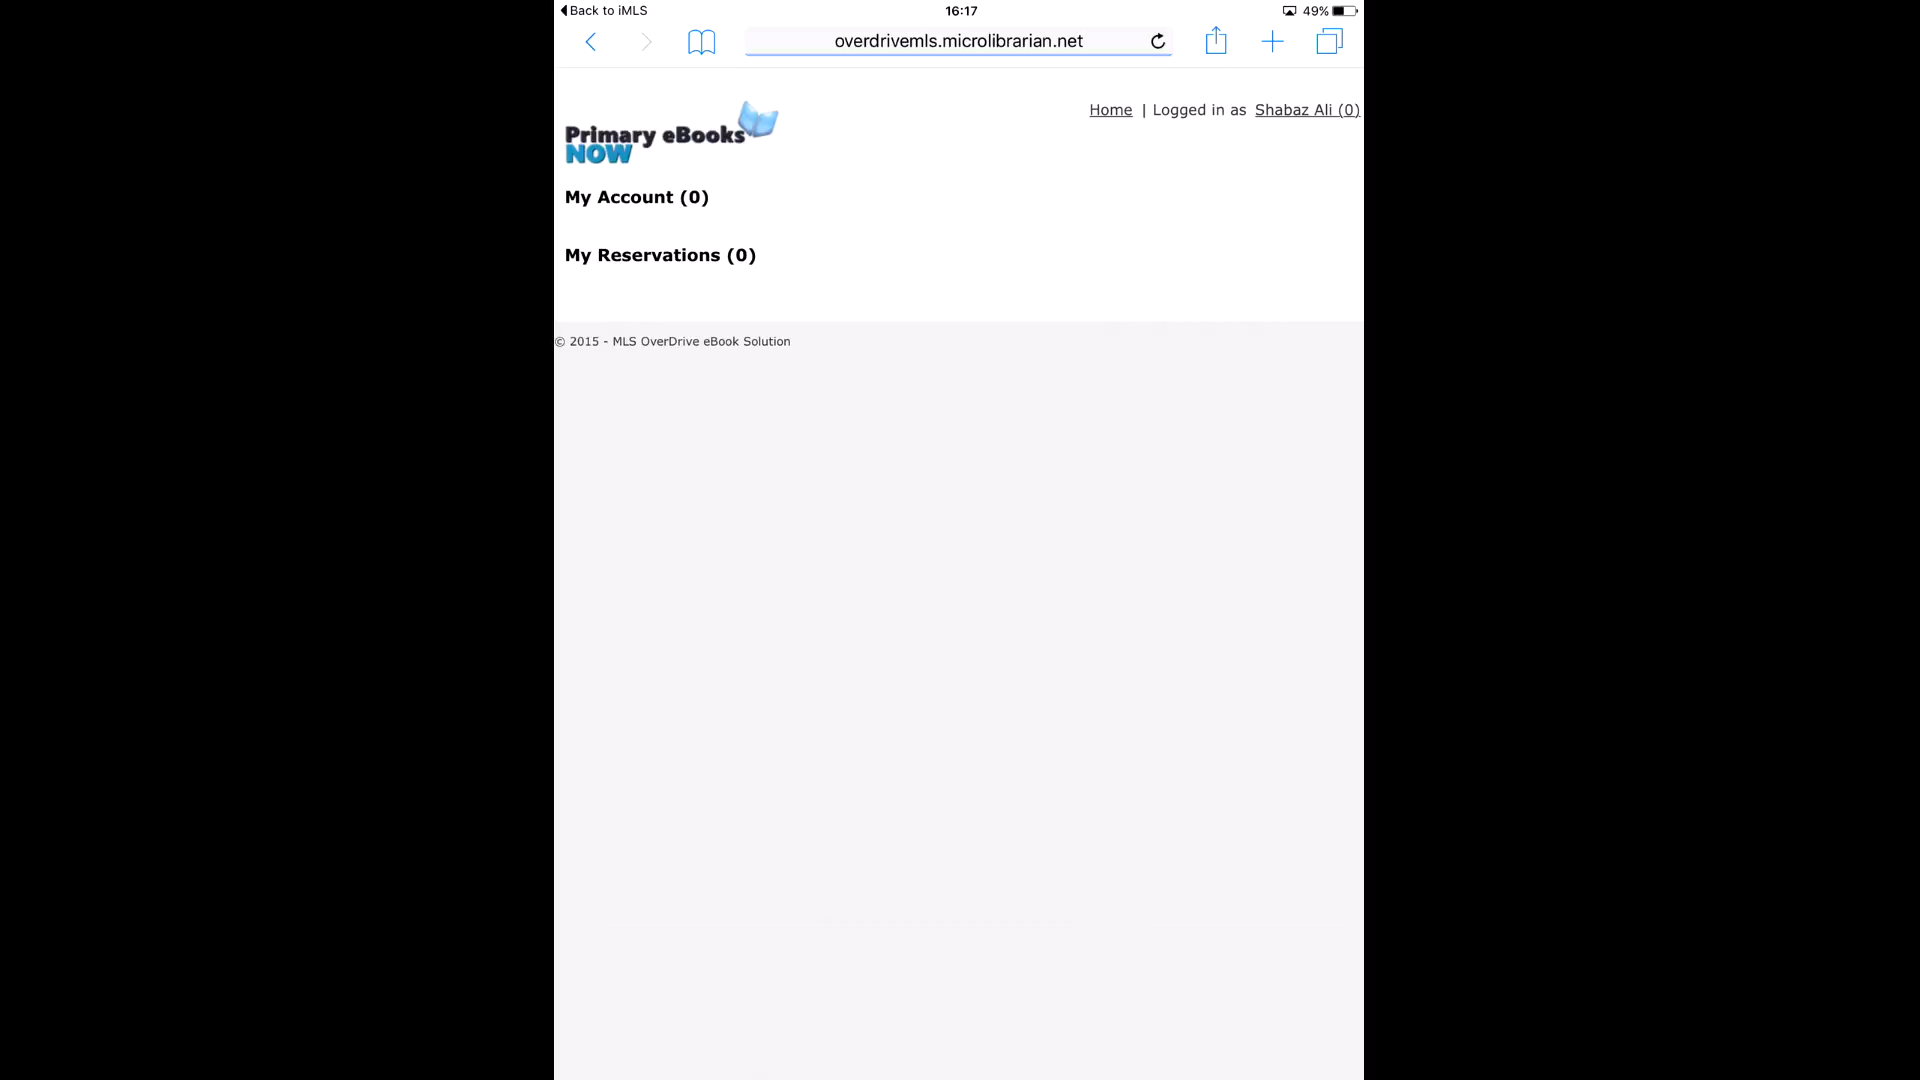 Back to iMLS
16:17
49%
overdrivemls.microlibrarian.net
Home | Logged in as Shabaz Ali (0)
Primary eBooks
NOW
My Account (0)
My Reservations (0)
© 2015 - MLS OverDrive eBook Solution